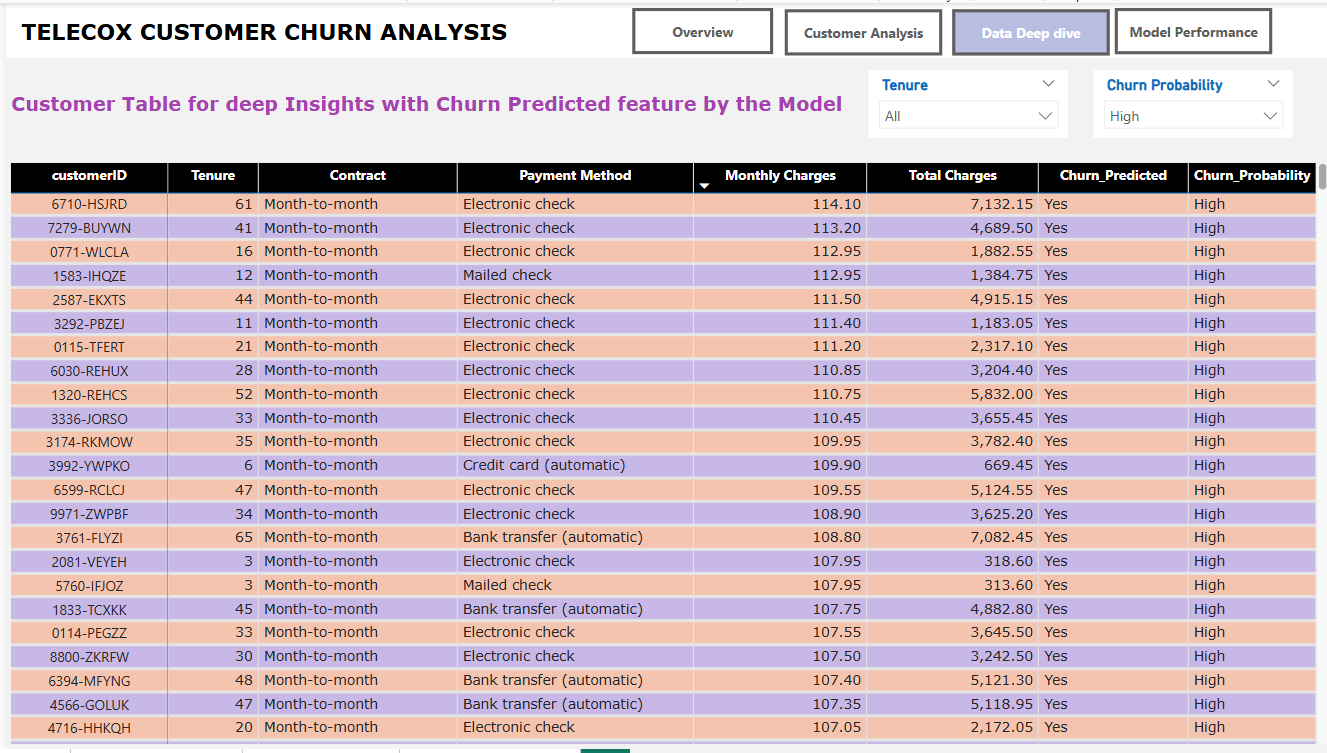 TELECOX CUSTOMER CHURN ANALYSIS Overview Customer Analysis Data Deep dive Model Performance
Customer Table for deep Insights with Churn Predicted feature by the Model
Tenure Churn Probability
All High
customerID Tenure Contract Payment Method Monthly Charges Total Charges Churn_Predicted Churn_Probability
6710-HSJRD 61 Month-to-month Electronic check 114.10 7,132.15 Yes High
7279-BUYWN 41 Month-to-month Electronic check 113.20 4,689.50 Yes High
0771-WLCLA 16 Month-to-month Electronic check 112.95 1,882.55 Yes High
1583-IHQZE 12 Month-to-month Mailed check 112.95 1,384.75 Yes High
2587-EKXTS 44 Month-to-month Electronic check 111.50 4,915.15 Yes High
3292-PBZEJ 11 Month-to-month Electronic check 111.40 1,183.05 Yes High
0115-TFERT 21 Month-to-month Electronic check 111.20 2,317.10 Yes High
6030-REHUX 28 Month-to-month Electronic check 110.85 3,204.40 Yes High
1320-REHCS 52 Month-to-month Electronic check 110.75 5,832.00 Yes High
3336-JORSO 33 Month-to-month Electronic check 110.45 3,655.45 Yes High
3174-RKMOW 35 Month-to-month Electronic check 109.95 3,782.40 Yes High
3992-YWPKO 6 Month-to-month Credit card (automatic) 109.90 669.45 Yes High
6599-RCLCJ 47 Month-to-month Electronic check 109.55 5,124.55 Yes High
9971-ZWPBF 34 Month-to-month Electronic check 108.90 3,625.20 Yes High
3761-FLYZI 65 Month-to-month Bank transfer (automatic) 108.80 7,082.45 Yes High
2081-VEYEH 3 Month-to-month Electronic check 107.95 318.60 Yes High
5760-IFJOZ 3 Month-to-month Mailed check 107.95 313.60 Yes High
1833-TCXKK 45 Month-to-month Bank transfer (automatic) 107.75 4,882.80 Yes High
0114-PEGZZ 33 Month-to-month Electronic check 107.55 3,645.50 Yes High
8800-ZKRFW 30 Month-to-month Electronic check 107.50 3,242.50 Yes High
6394-MFYNG 48 Month-to-month Bank transfer (automatic) 107.40 5,121.30 Yes High
4566-GOLUK 47 Month-to-month Bank transfer (automatic) 107.35 5,118.95 Yes High
4716-HHKQH 20 Month-to-month Electronic check 107.05 2,172.05 Yes High